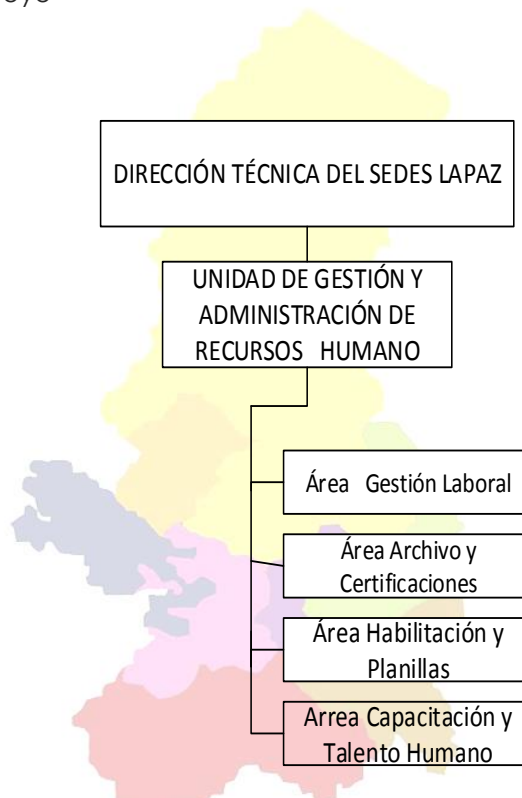 DIRECCIÓN TÉCNICA DEL SEDES LAPAZ
UNIDAD DE GESTIÓN Y
ADMINISTRACIÓN DE
RECURSOS HUMANO
Área Gestión Laboral
Área Archivo y
Certificaciones
Área Habilitación y
Planillas
Arrea Capacitación y
Talento Humano